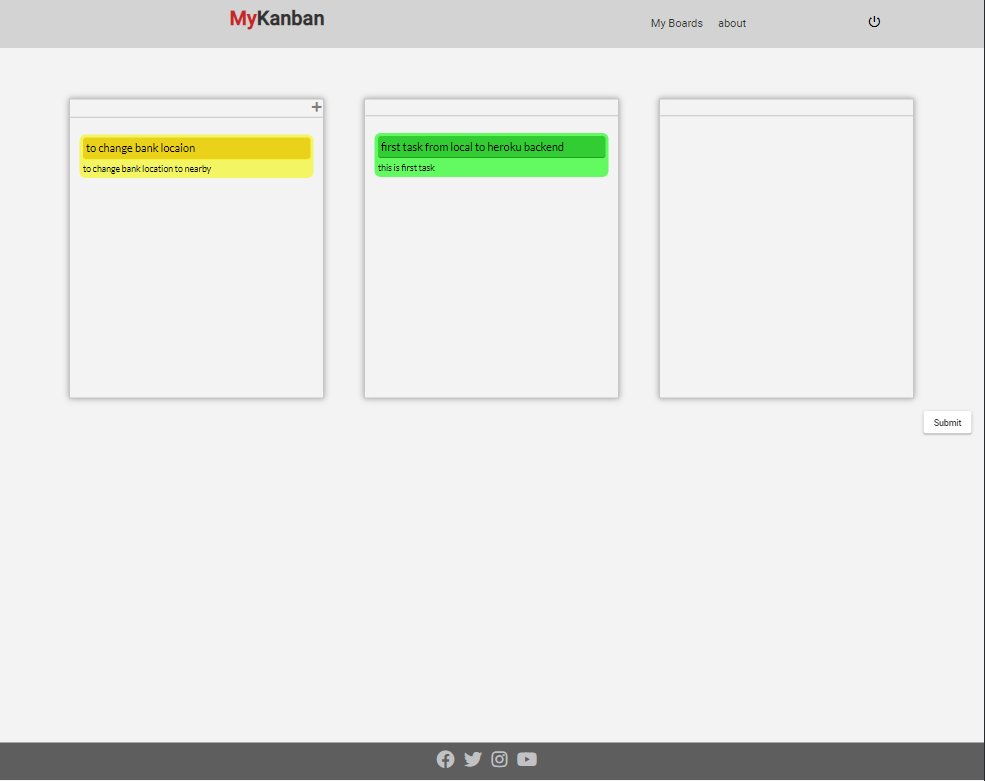 MyKanban
My Boards about
to change bank locaion
to change bank location to nearby
first task from local to heroku backend
this is first task
Submit